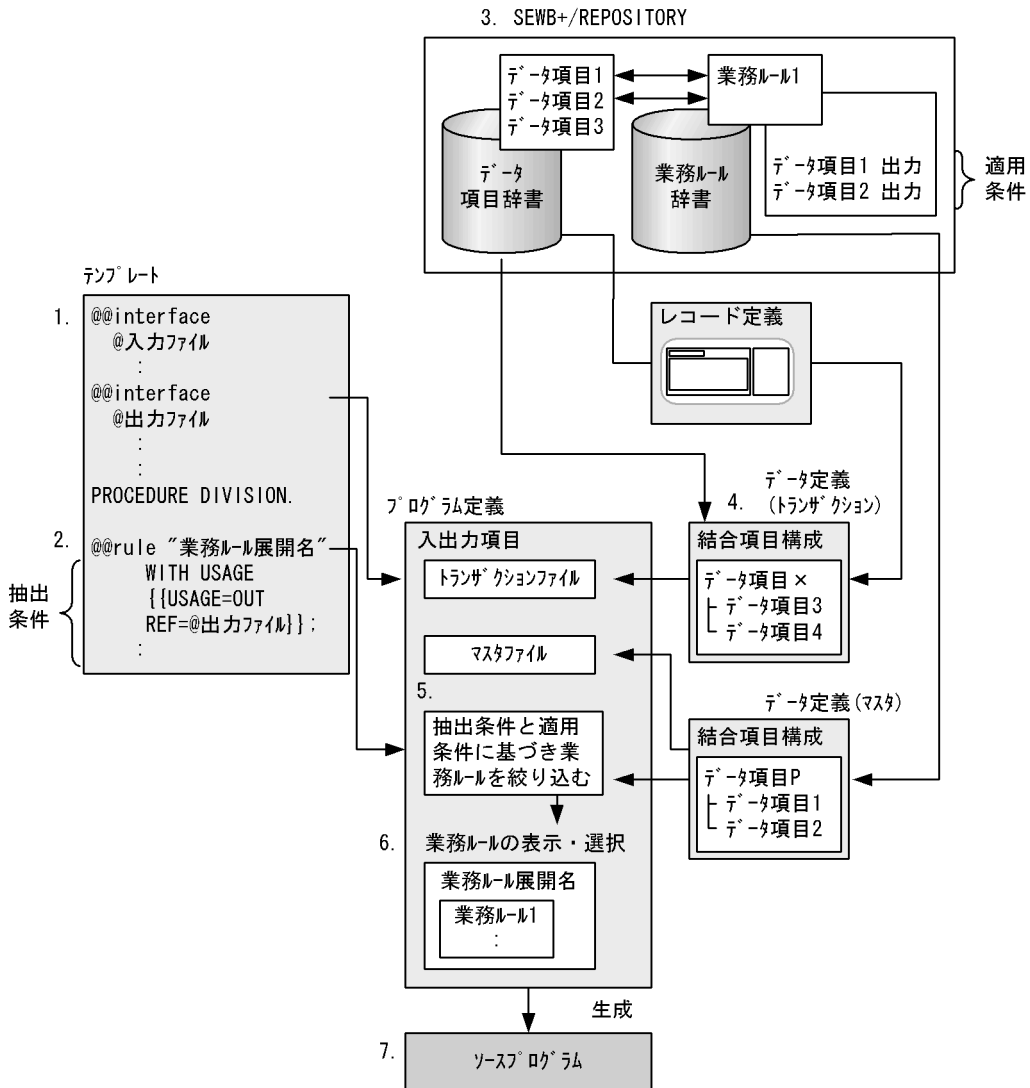 3. SEWB+/REPOSITORY
ﾃﾞｰﾀ項目1
ﾃﾞｰﾀ項目2
ﾃﾞｰﾀ項目3
業務ﾙｰﾙ1
ﾃﾞｰﾀ
項目辞書
業務ﾙｰﾙ
辞書
ﾃﾞｰﾀ項目1 出力
ﾃﾞｰﾀ項目2 出力
適用
条件
ﾃﾝﾌﾟﾚｰﾄ
1.
@@interface
@入力ﾌｧｲﾙ
:
@@interface
@出力ﾌｧｲﾙ
:
:
PROCEDURE DIVISION.
2.
@@rule "業務ﾙｰﾙ展開名"
WITH USAGE
{{USAGE=OUT
REF=@出力ﾌｧｲﾙ}};
:
抽出
条件
レコード定義
ﾌﾟﾛｸﾞﾗﾑ定義
入出力項目
ﾄﾗﾝｻﾞｸｼｮﾝﾌｧｲﾙ
ﾏｽﾀﾌｧｲﾙ
5.
抽出条件と適用
条件に基づき業
務ﾙｰﾙを絞り込む
6. 業務ﾙｰﾙの表示・選択
業務ﾙｰﾙ展開名
業務ﾙｰﾙ1
:
4.
ﾃﾞｰﾀ定義
(ﾄﾗﾝｻﾞｸｼｮﾝ)
結合項目構成
ﾃﾞｰﾀ項目×
ﾃﾞｰﾀ項目3
ﾃﾞｰﾀ項目4
ﾃﾞｰﾀ定義(ﾏｽﾀ)
結合項目構成
ﾃﾞｰﾀ項目P
ﾃﾞｰﾀ項目1
ﾃﾞｰﾀ項目2
生成
7.
ｿｰｽﾌﾟﾛｸﾞﾗﾑ